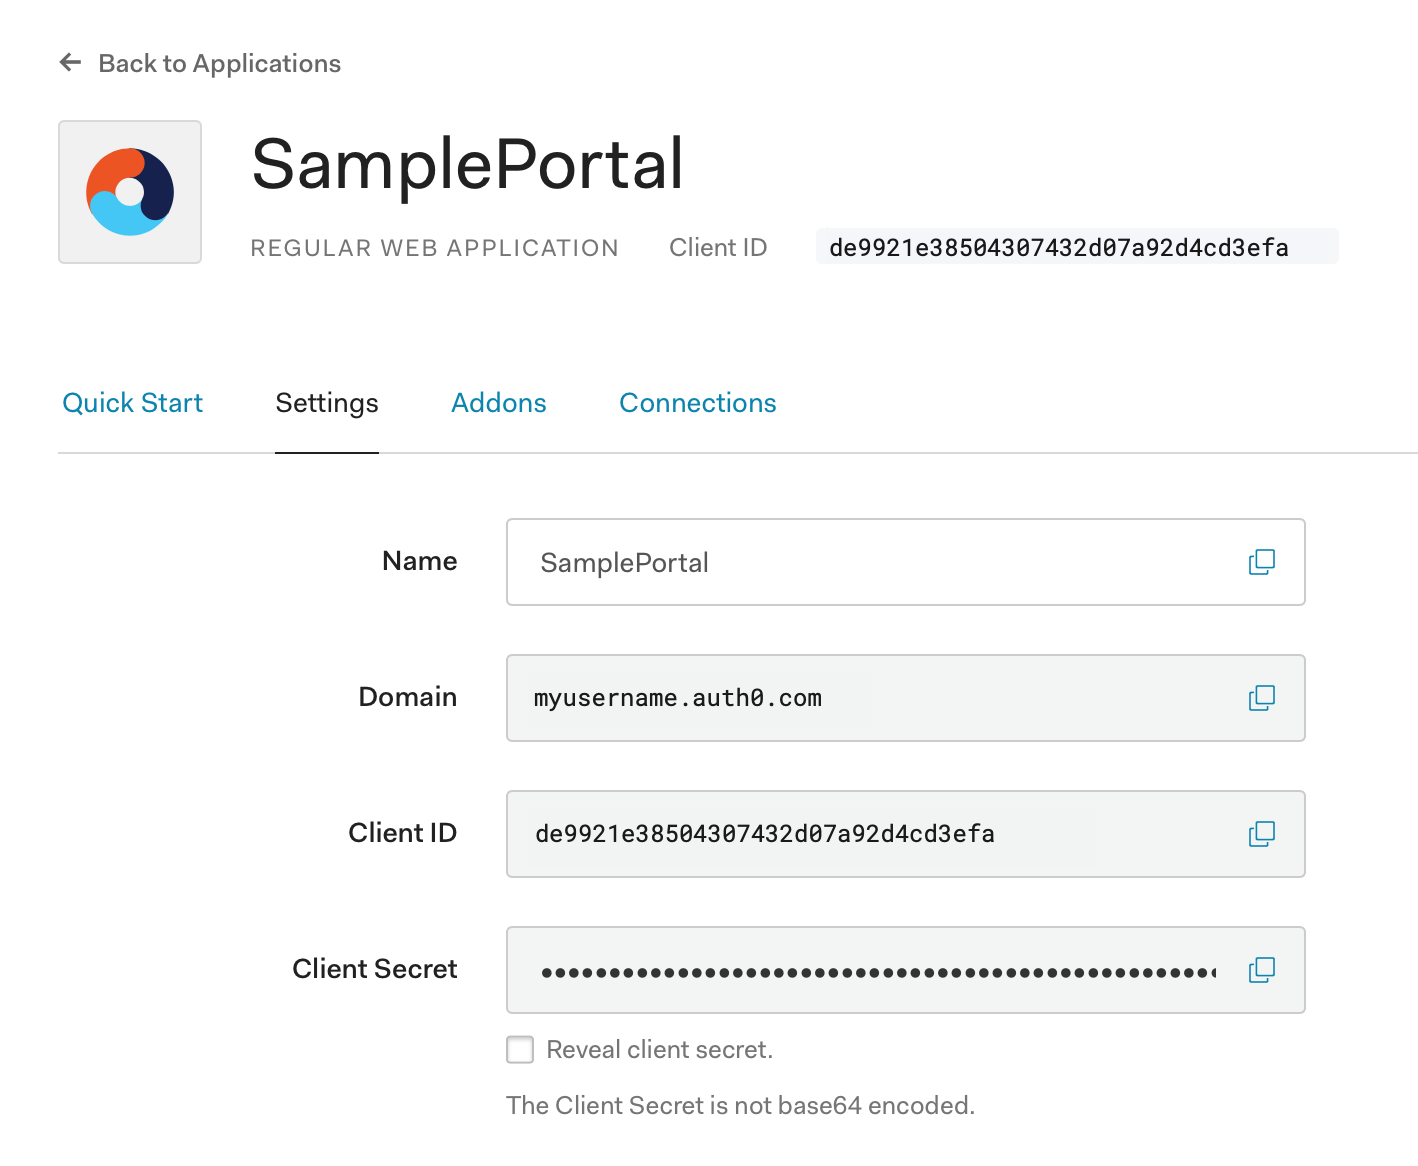 ← Back to Applications
SamplePortal
REGULAR WEB APPLICATION Client ID de9921e38504307432d07a92d4cd3efa
Quick Start Settings Addons Connections
Name SamplePortal
Domain myusername.auth0.com
Client ID de9921e38504307432d07a92d4cd3efa
Client Secret ••••••••••••••••••••••••••••••••••••••••••••••••••
Reveal client secret.
The Client Secret is not base64 encoded.